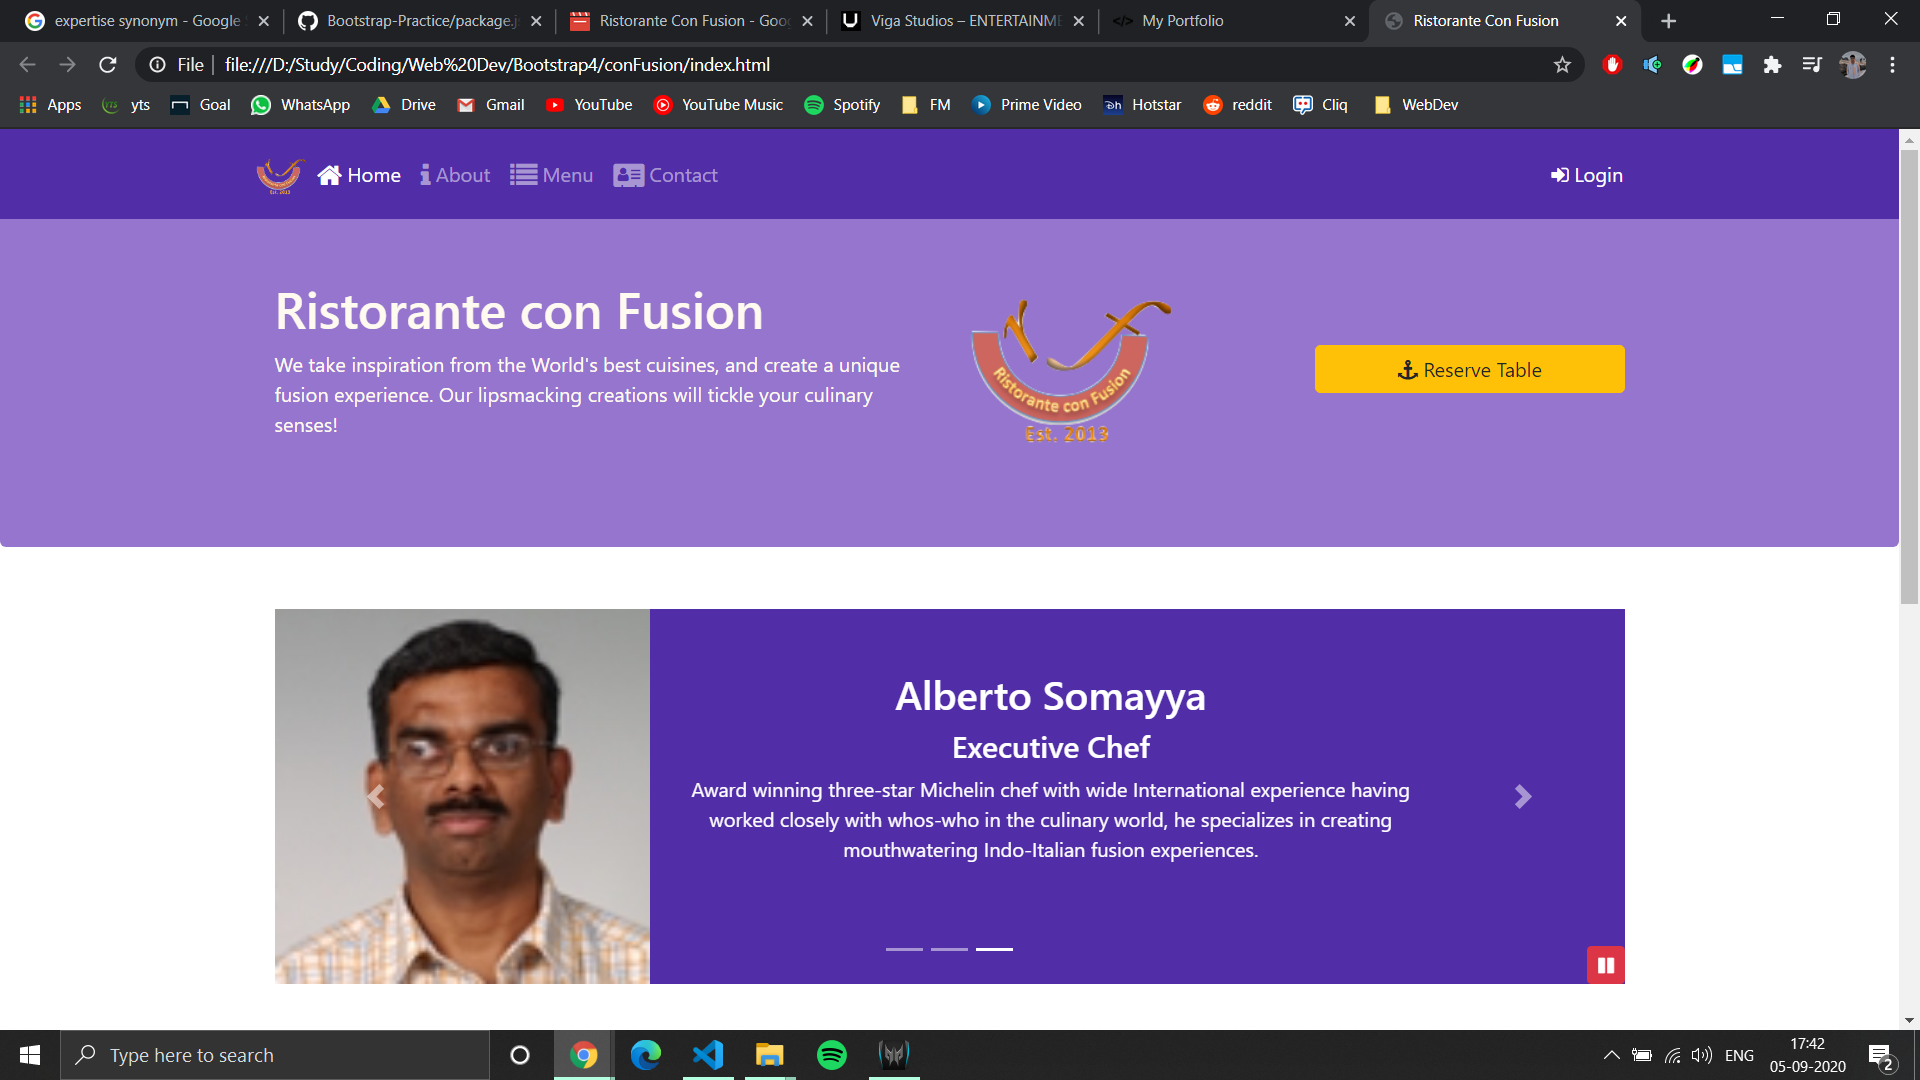 expertise synonym - Google
Bootstrap-Practice/package.j
Ristorante Con Fusion - Goo
Viga Studios – ENTERTAINME
My Portfolio
Ristorante Con Fusion
File
file:///D:/Study/Coding/Web%20Dev/Bootstrap4/conFusion/index.html
Apps
yts
Goal
WhatsApp
Drive
Gmail
YouTube
YouTube Music
Spotify
FM
Prime Video
Hotstar
reddit
Cliq
WebDev
Home
About
Menu
Contact
Login
Ristorante con Fusion
We take inspiration from the World's best cuisines, and create a unique
fusion experience. Our lipsmacking creations will tickle your culinary
senses!
Ristorante con Fusion
Est. 2013
Reserve Table
Alberto Somayya
Executive Chef
Award winning three-star Michelin chef with wide International experience having
worked closely with whos-who in the culinary world, he specializes in creating
mouthwatering Indo-Italian fusion experiences.
Type here to search
ENG
17:42
05-09-2020
2